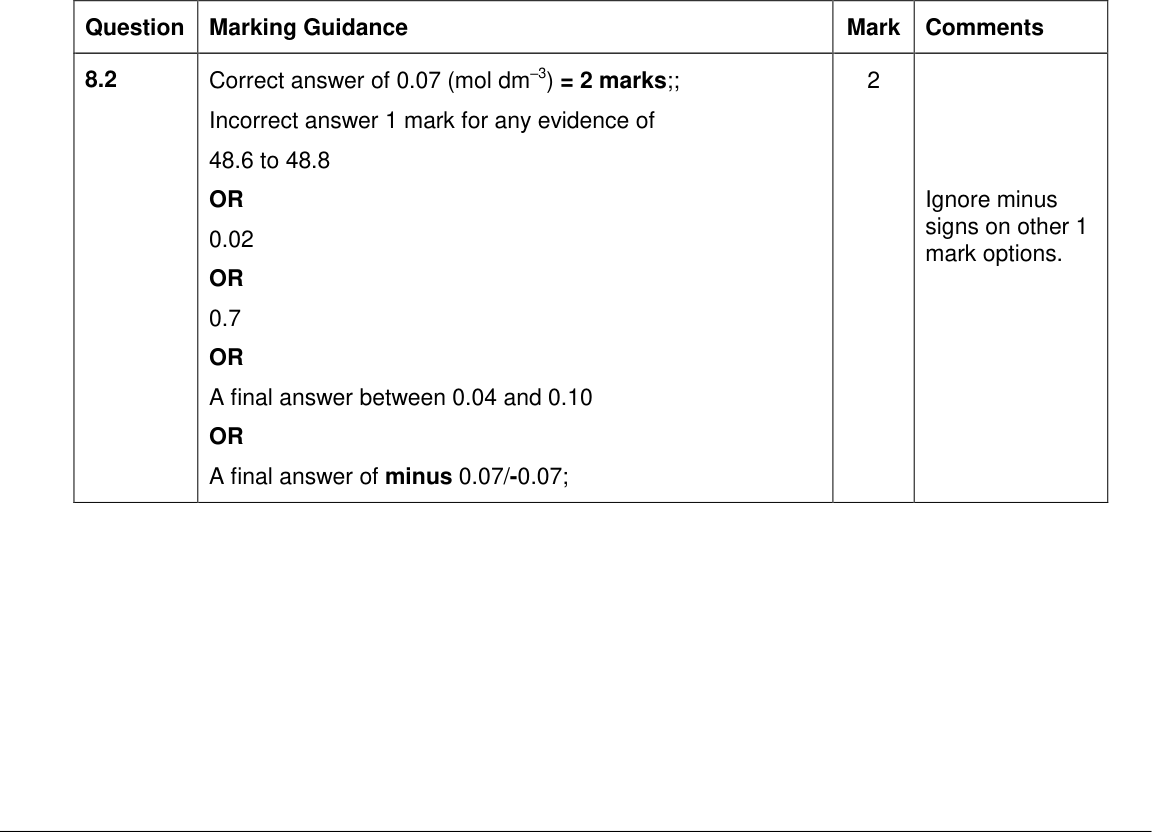 Question Marking Guidance Mark Comments
8.2 Correct answer of 0.07 (mol dm⁻³) = 2 marks;; 2
Incorrect answer 1 mark for any evidence of
48.6 to 48.8
OR
0.02
OR
0.7
OR
A final answer between 0.04 and 0.10
OR
A final answer of minus 0.07/-0.07;
Ignore minus
signs on other 1
mark options.